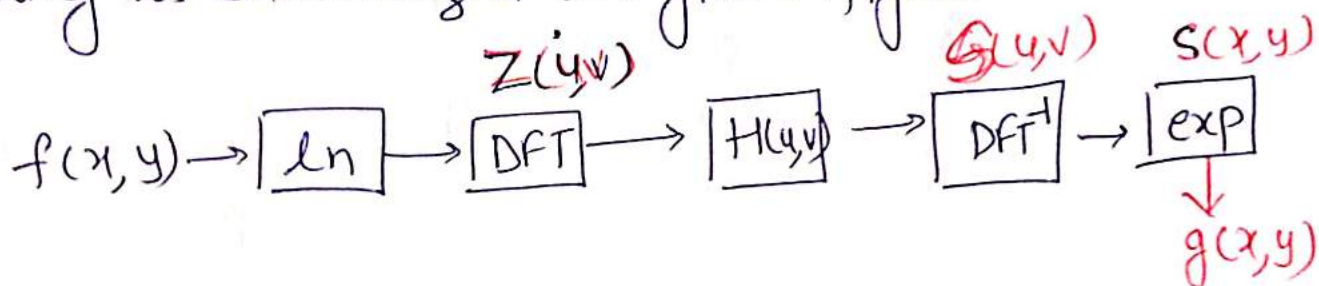 Z(u,v) S(u,v) S(x,y)
f(x,y) → ln → DFT → H(u,v) → DFT⁻¹ → exp
g(x,y)